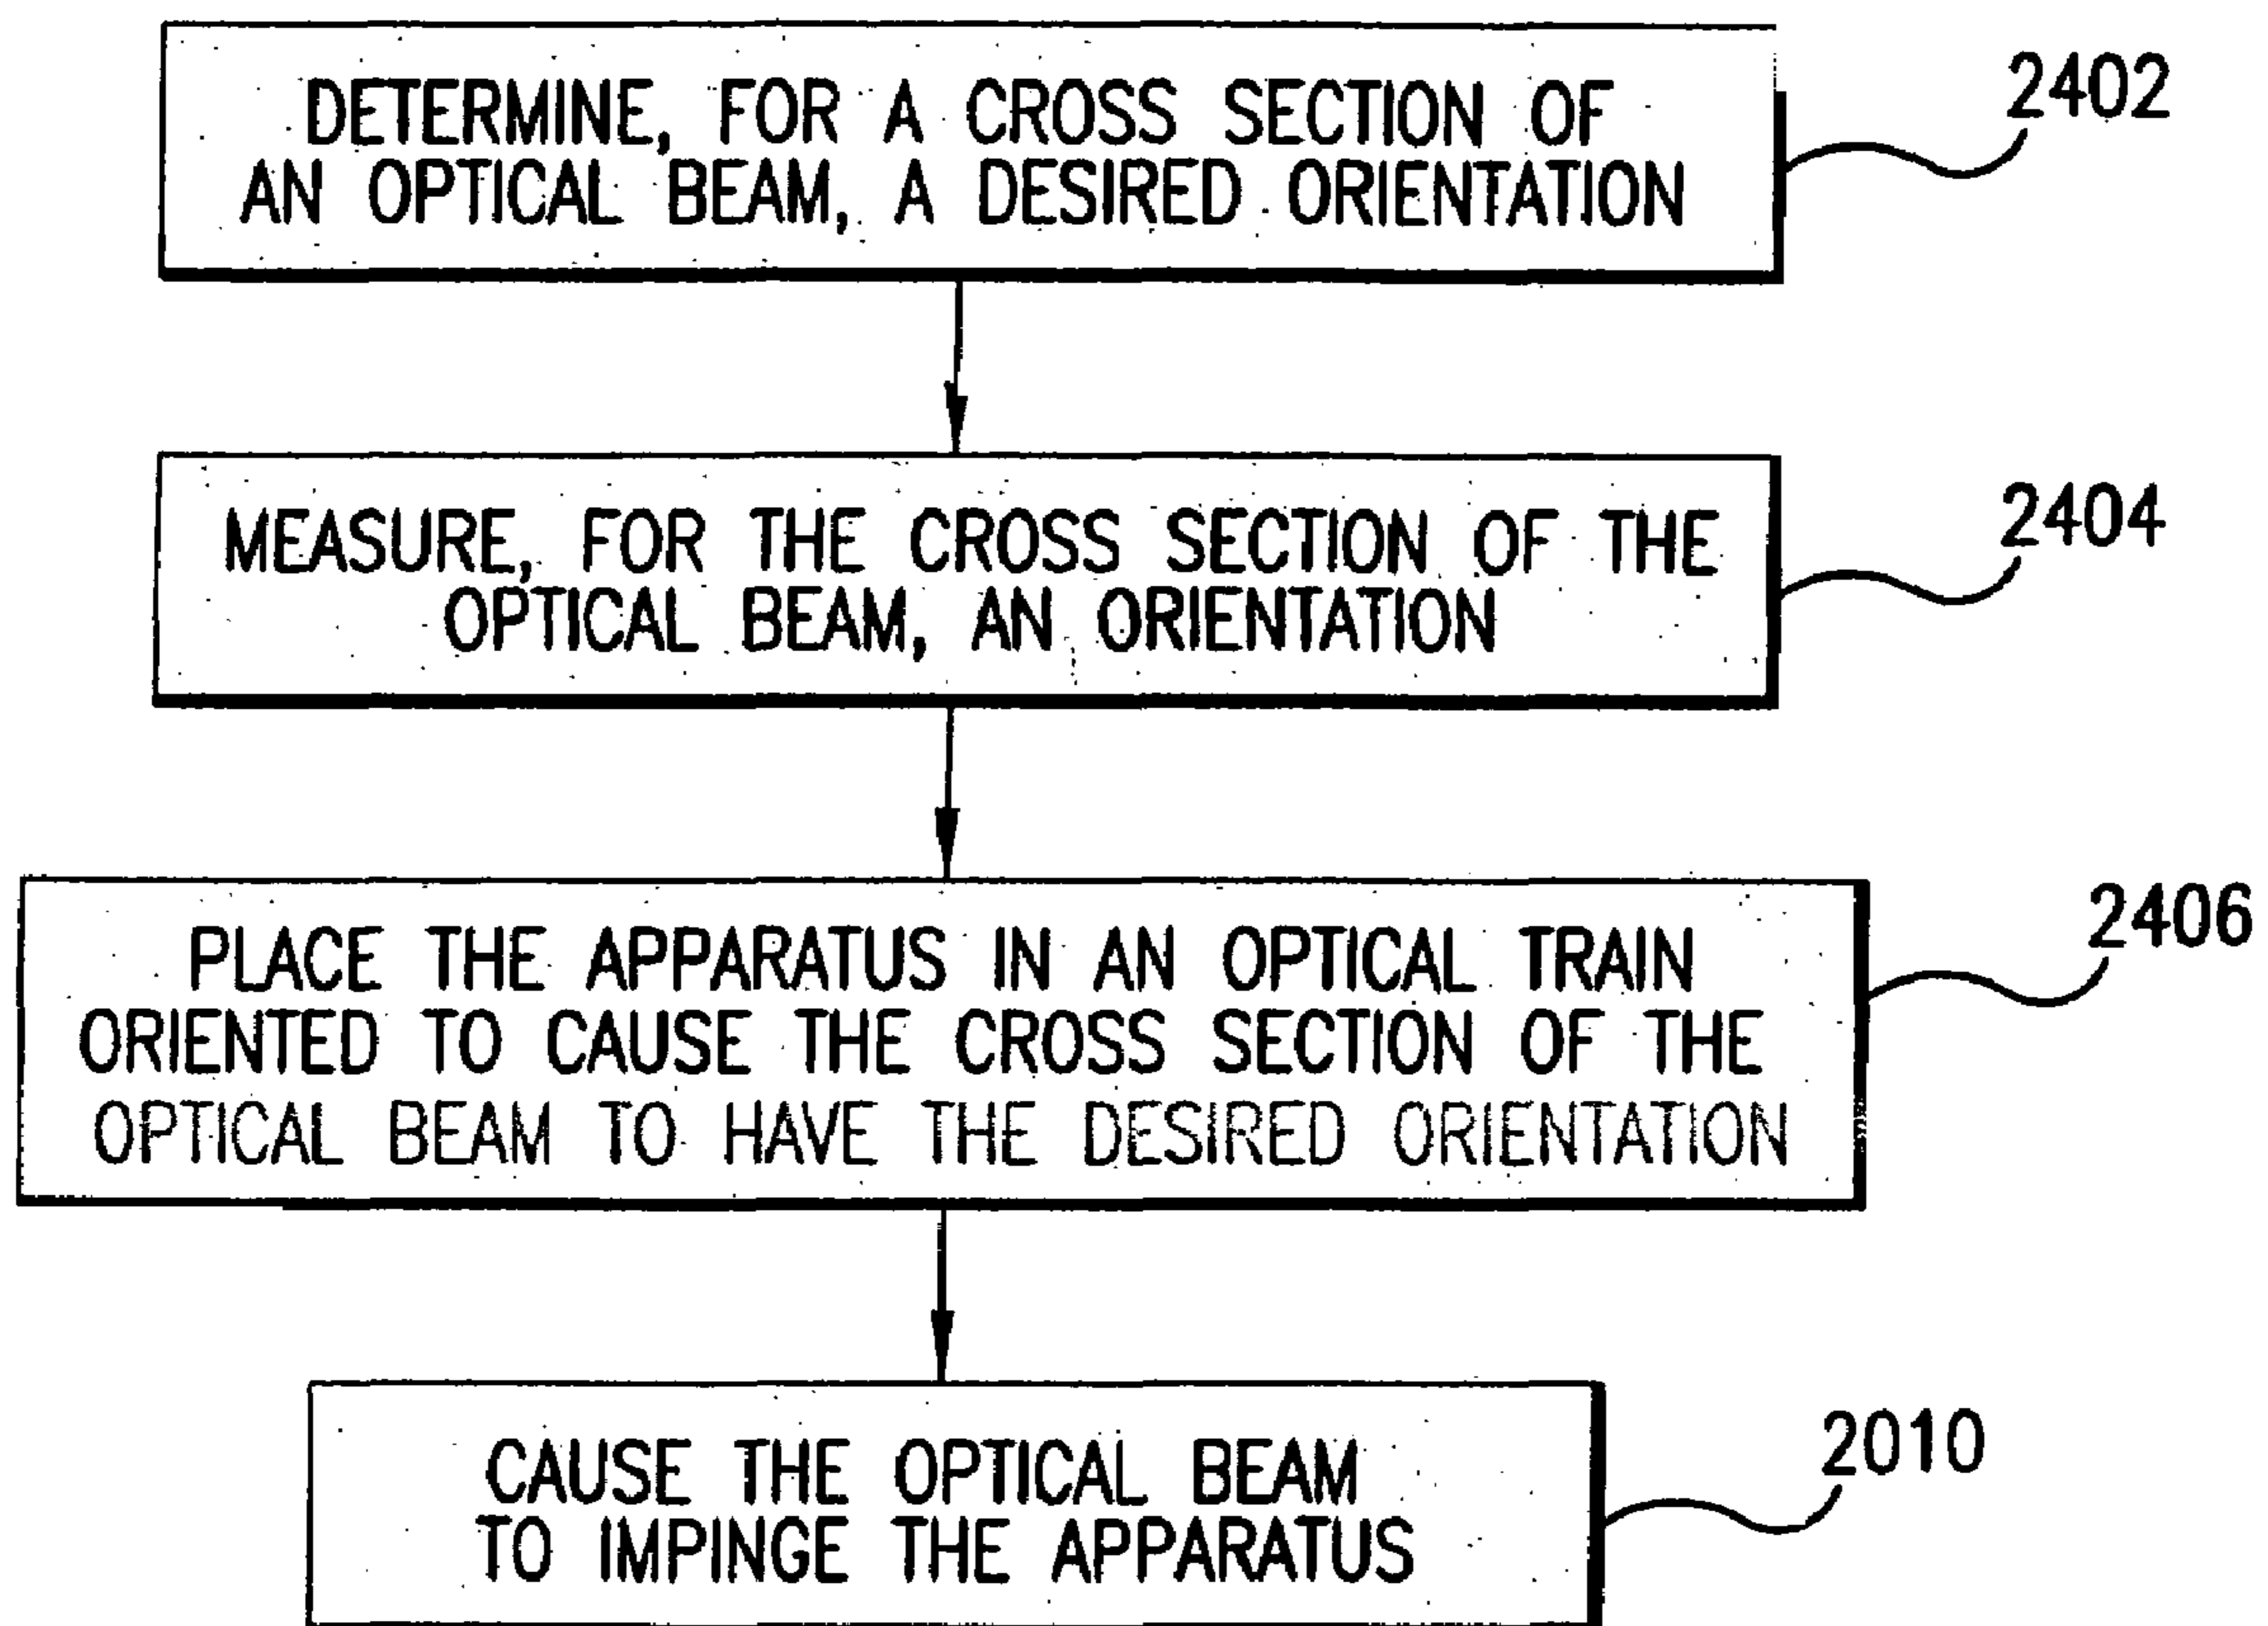 DETERMINE, FOR A CROSS SECTION OF
AN OPTICAL BEAM, A DESIRED ORIENTATION
2402
MEASURE, FOR THE CROSS SECTION OF THE
OPTICAL BEAM, AN ORIENTATION
2404
PLACE THE APPARATUS IN AN OPTICAL TRAIN
ORIENTED TO CAUSE THE CROSS SECTION OF THE
OPTICAL BEAM TO HAVE THE DESIRED ORIENTATION
2406
CAUSE THE OPTICAL BEAM
TO IMPINGE THE APPARATUS
2010